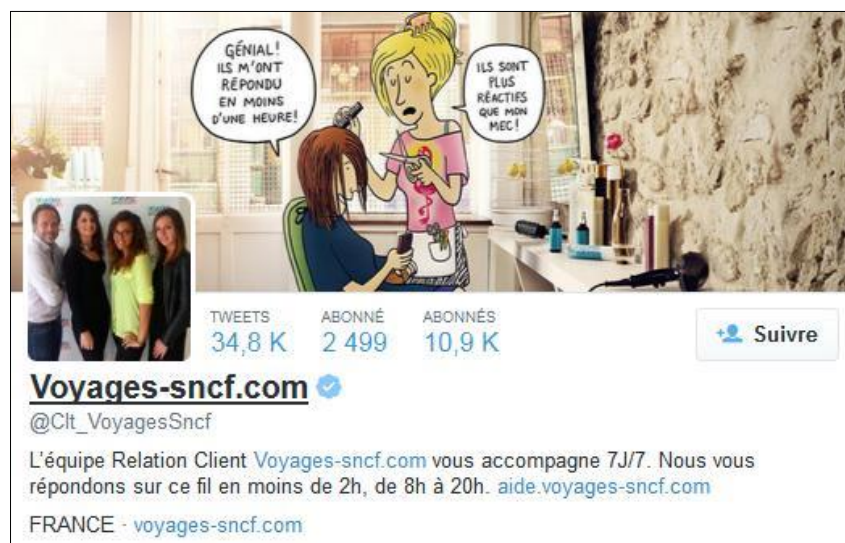 GÉNIAL!
ILS M'ONT
RÉPONDU
EN MOINS
D'UNE HEURE!
ILS SONT
PLUS
RÉACTIFS
QUE MON
MEC!
TWEETS
34,8 K
ABONNÉ
2 499
ABONNÉS
10,9 K
Suivre
Voyages-sncf.com
@Clt_VoyagesSncf
L'équipe Relation Client Voyages-sncf.com vous accompagne 7J/7. Nous vous
répondons sur ce fil en moins de 2h, de 8h à 20h. aide.voyages-sncf.com
FRANCE · voyages-sncf.com